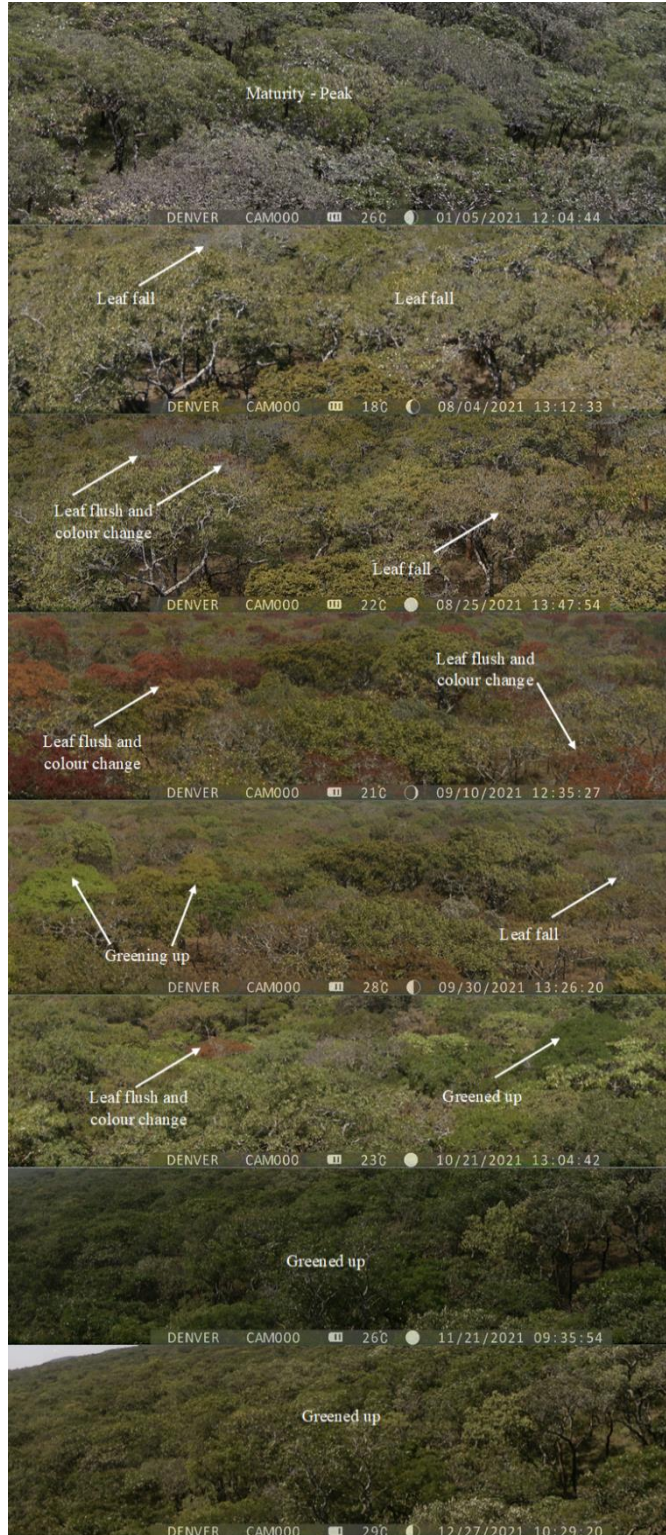 Maturity - Peak
DENVER CAM000 26C 01/05/2021 12:04:44
Leaf fall
Leaf fall
DENVER CAM000 18C 08/04/2021 13:12:33
Leaf flush and
colour change
Leaf fall
DENVER CAM000 22C 08/25/2021 13:47:54
Leaf flush and
colour change
Leaf flush and
colour change
DENVER CAM000 21C 09/10/2021 12:35:27
Leaf fall
Greening up
DENVER CAM000 28C 09/30/2021 13:26:20
Leaf flush and
colour change
Greened up
DENVER CAM000 23C 10/21/2021 13:04:42
Greened up
DENVER CAM000 26C 11/21/2021 09:35:54
Greened up
DENVER CAM000 29C 12/27/2021 10:29:20